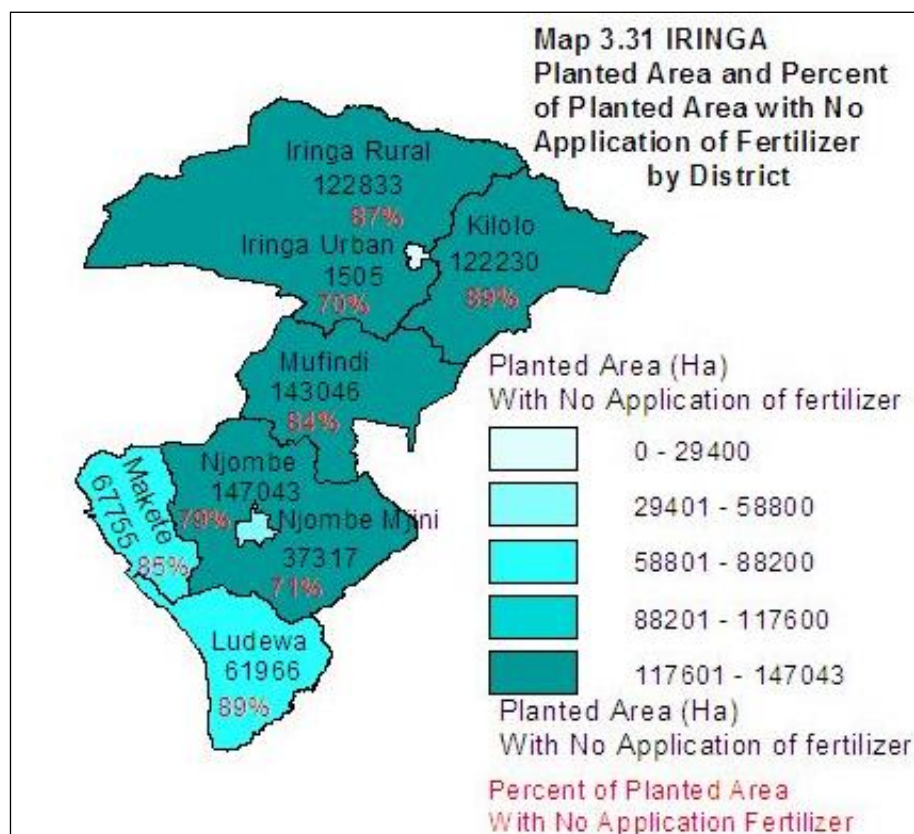 Map 3.31 IRINGA
Planted Area and Percent
of Planted Area with No
Application of Fertilizer
by District
Iringa Rural
122833
87%
Kilolo
122230
89%
Iringa Urban
1505
70%
Mufindi
143046
84%
Njombe
147043
79%
Njombe Mjini
37317
71%
Makete
67755
85%
Ludewa
61966
89%
Planted Area (Ha)
With No Application of fertilizer
0 - 29400
29401 - 58800
58801 - 88200
88201 - 117600
117601 - 147043
Planted Area (Ha)
With No Application of fertilizer
Percent of Planted Area
With No Application Fertilizer